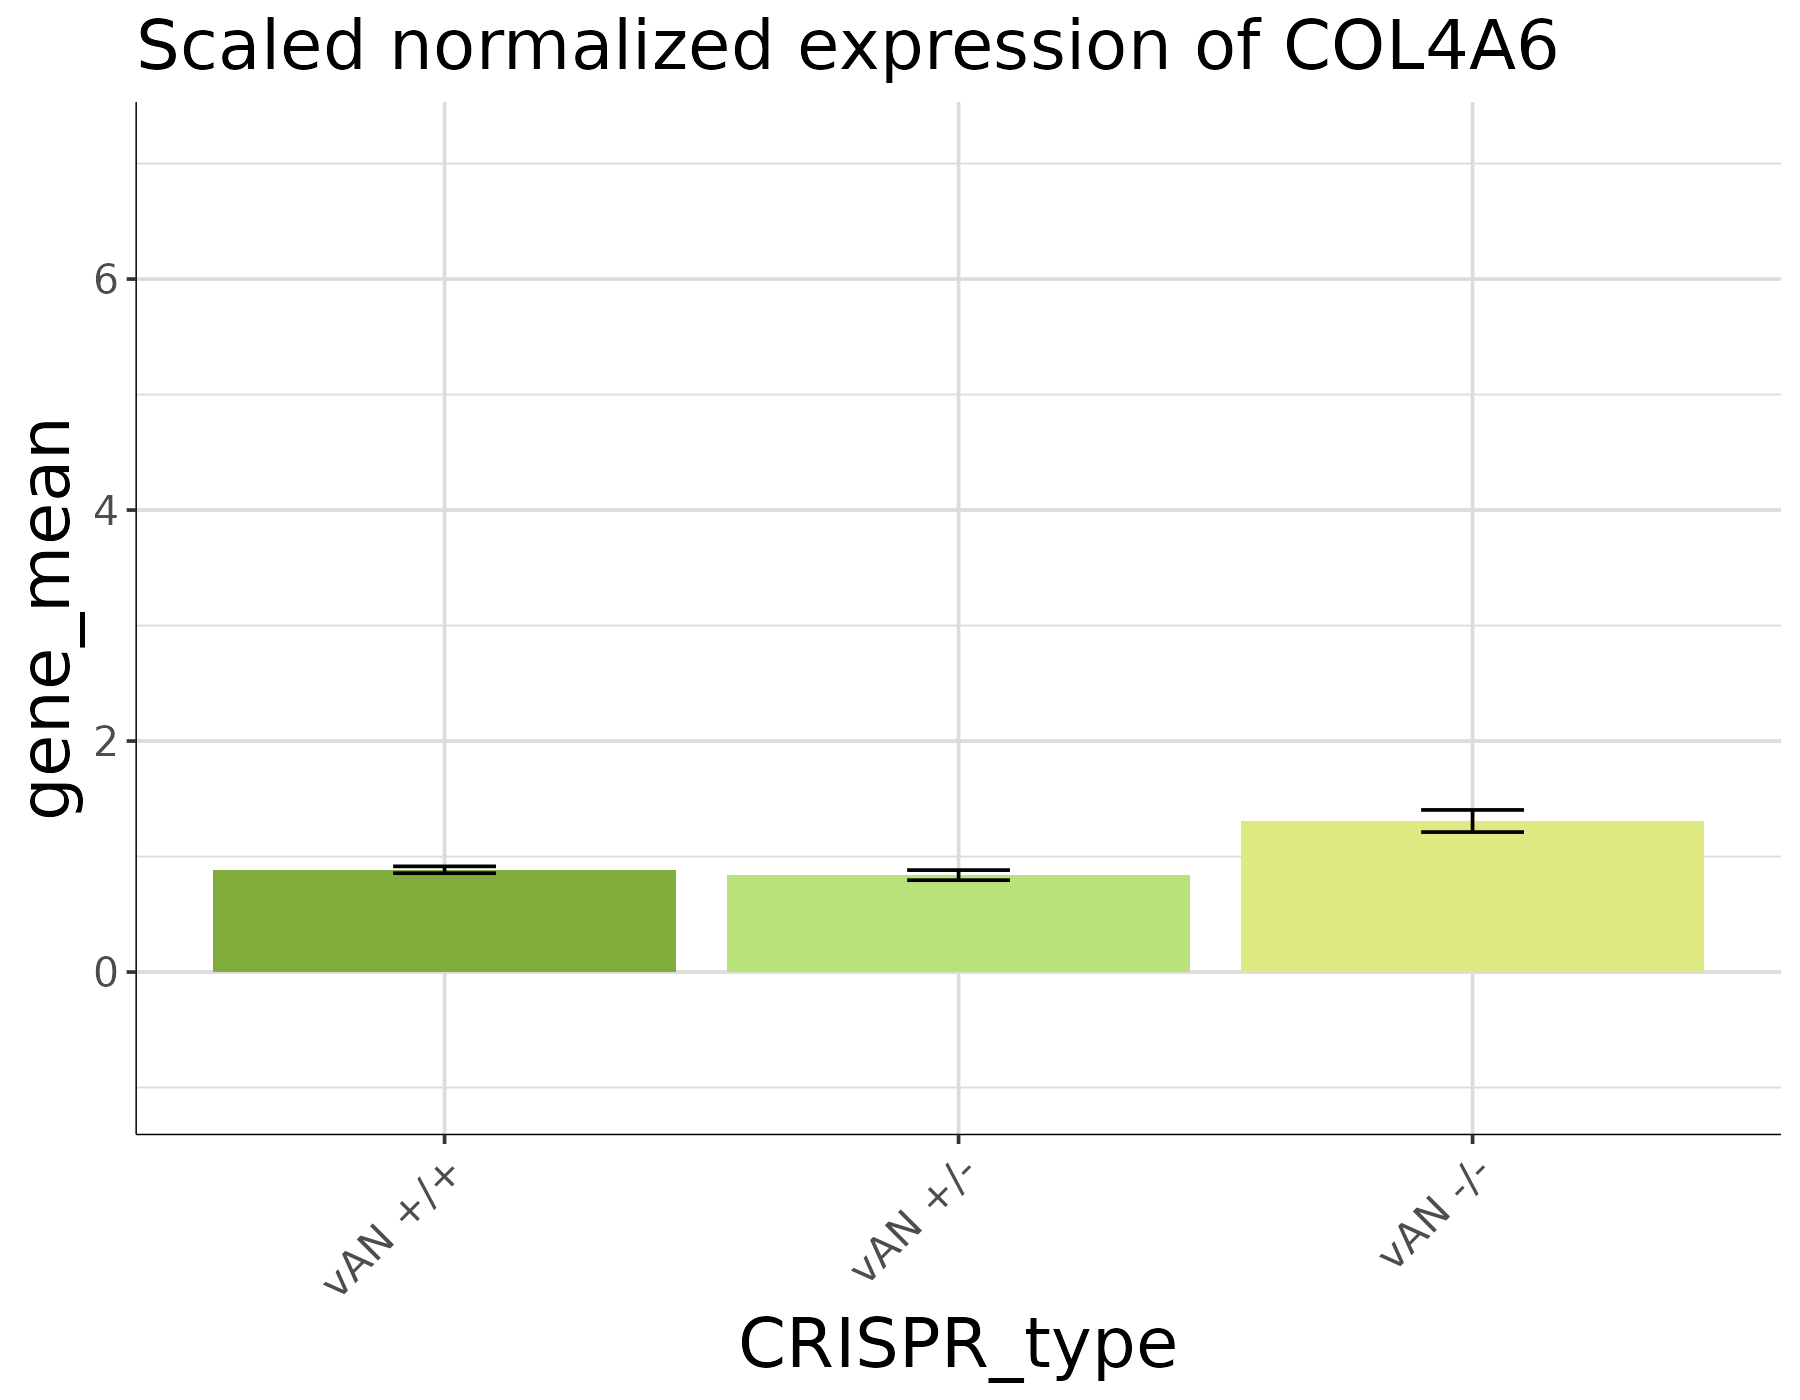 Scaled normalized expression of COL4A6
gene_mean
6
4
2
0
vAN +/+
vAN +/-
vAN -/-
CRISPR_type